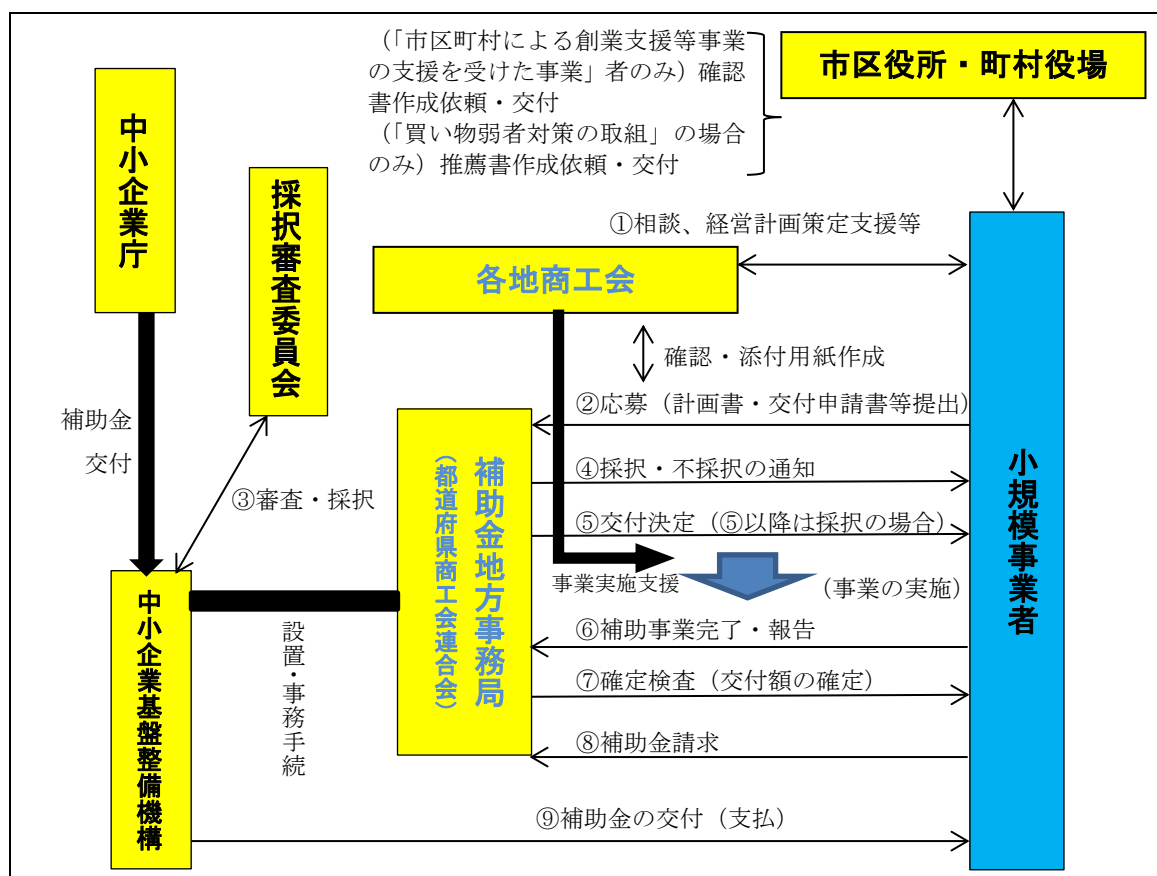 （「市区町村による創業支援等事業
の支援を受けた事業」者のみ）確認
書作成依頼・交付
（「買い物弱者対策の取組」の場合
のみ）推薦書作成依頼・交付
市区役所・町村役場
中小企業庁
採択審査委員会
①相談、経営計画策定支援等
各地商工会
確認・添付用紙作成
補助金
交付
③審査・採択
②応募（計画書・交付申請書等提出）
④採択・不採択の通知
⑤交付決定（⑤以降は採択の場合）
事業実施支援
（事業の実施）
補助金地方事務局
（都道府県商工会連合会）
小規模事業者
中小企業基盤整備機構
設置・事務手続
⑥補助事業完了・報告
⑦確定検査（交付額の確定）
⑧補助金請求
⑨補助金の交付（支払）